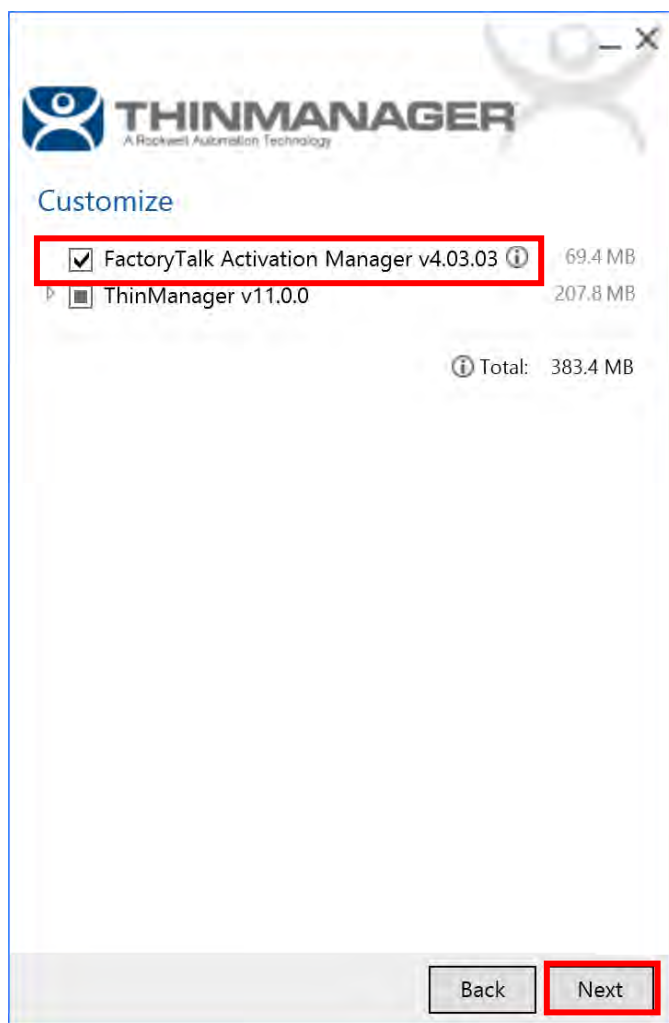 THINMANAGER
A Rockwell Automation Technology
Customize
FactoryTalk Activation Manager v4.03.03 69.4 MB
ThinManager v11.0.0 207.8 MB
Total: 383.4 MB
Back Next